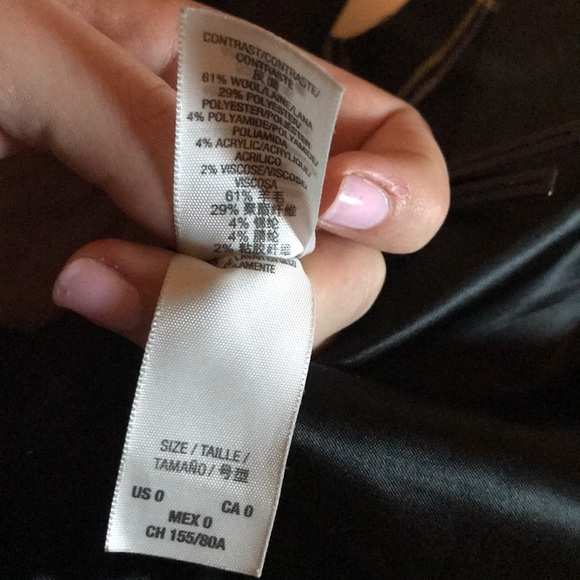 CONTRAST/CONTRASTE/
CONTRASTE
61% WOOL/LAINE/LANA
29% POLYESTER/
POLYESTER/POLIÉSTER
4% POLYAMIDE/POLYAMIDE/
POLIAMIDA
4% ACRYLIC/ACRYLIQUE/
ACRILICO
2% VISCOSE/VISCOSE/
VISCOSA
61% 羊毛
29% 聚酯纤维
4% 锦纶
4% 腈纶
2% 粘胶纤维
SIZE / TAILLE /
TAMAÑO / 号型
US 0
CA 0
MEX 0
CH 155/80A